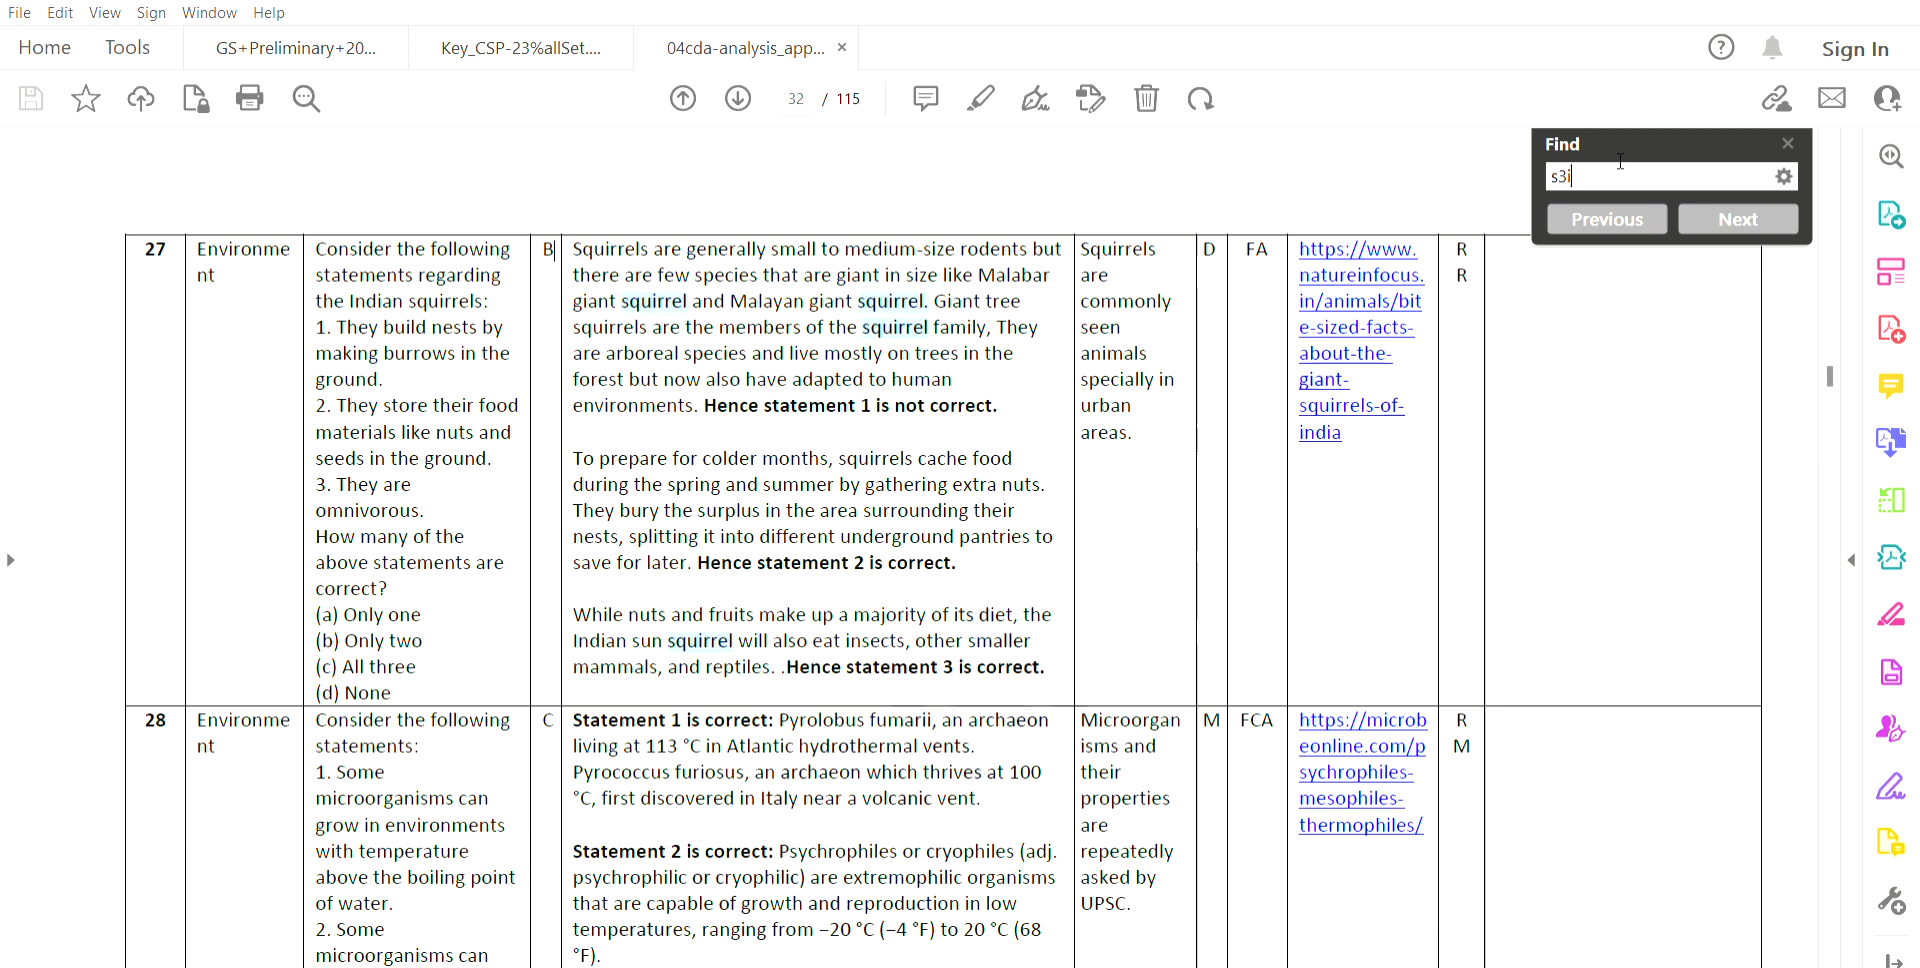 File Edit View Sign Window Help
Home Tools GS+Preliminary+20... Key_CSP-23%allSet.... 04cda-analysis_app... × Sign In
32 / 115
Find
s3i
Previous Next
27
Environme
nt
Consider the following
statements regarding
the Indian squirrels:
1. They build nests by
making burrows in the
ground.
2. They store their food
materials like nuts and
seeds in the ground.
3. They are
omnivorous.
How many of the
above statements are
correct?
(a) Only one
(b) Only two
(c) All three
(d) None
B
Squirrels are generally small to medium-size rodents but
there are few species that are giant in size like Malabar
giant squirrel and Malayan giant squirrel. Giant tree
squirrels are the members of the squirrel family, They
are arboreal species and live mostly on trees in the
forest but now also have adapted to human
environments. Hence statement 1 is not correct.
To prepare for colder months, squirrels cache food
during the spring and summer by gathering extra nuts.
They bury the surplus in the area surrounding their
nests, splitting it into different underground pantries to
save for later. Hence statement 2 is correct.
While nuts and fruits make up a majority of its diet, the
Indian sun squirrel will also eat insects, other smaller
mammals, and reptiles. .Hence statement 3 is correct.
Squirrels
are
commonly
seen
animals
specially in
urban
areas.
D
FA
https://www.
natureinfocus.
in/animals/bit
e-sized-facts-
about-the-
giant-
squirrels-of-
india
R
R
28
Environme
nt
Consider the following
statements:
1. Some
microorganisms can
grow in environments
with temperature
above the boiling point
of water.
2. Some
microorganisms can
C
Statement 1 is correct: Pyrolobus fumarii, an archaeon
living at 113 °C in Atlantic hydrothermal vents.
Pyrococcus furiosus, an archaeon which thrives at 100
°C, first discovered in Italy near a volcanic vent.
Statement 2 is correct: Psychrophiles or cryophiles (adj.
psychrophilic or cryophilic) are extremophilic organisms
that are capable of growth and reproduction in low
temperatures, ranging from −20 °C (−4 °F) to 20 °C (68
°F).
Microorgan
isms and
their
properties
are
repeatedly
asked by
UPSC.
M
FCA
https://microb
eonline.com/p
sychrophiles-
mesophiles-
thermophiles/
R
M